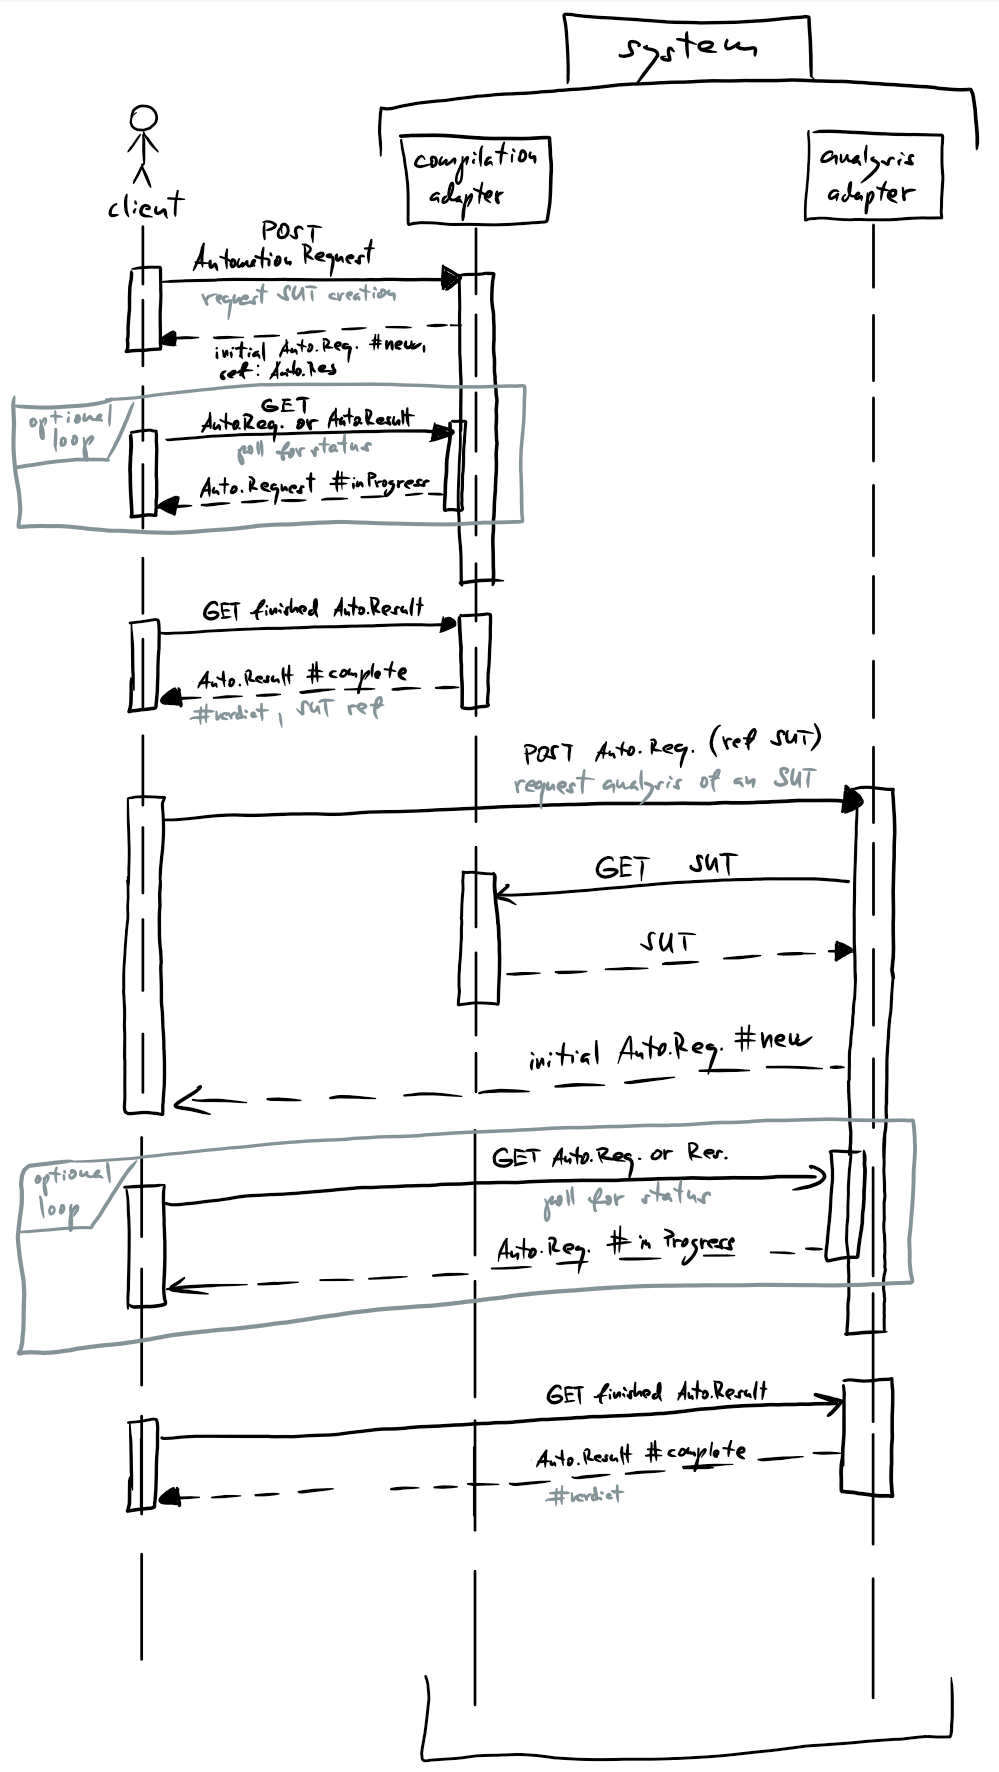 system
client
compilation
adapter
analysis
adapter
POST
Automation Request
request SUT creation
initial Auto.Req. #new,
ref: Auto.Res
optional
loop
GET
Auto.Req. or Auto.Result
poll for status
Auto.Request #inProgress
GET finished Auto.Result
Auto.Result #complete
#verdict, SUT ref
POST Auto.Req. (ref SUT)
request analysis of an SUT
GET SUT
SUT
initial Auto.Req. #new
optional
loop
GET Auto.Req. or Res.
poll for status
Auto.Req. #in Progress
GET finished Auto.Result
Auto.Result #complete
#verdict